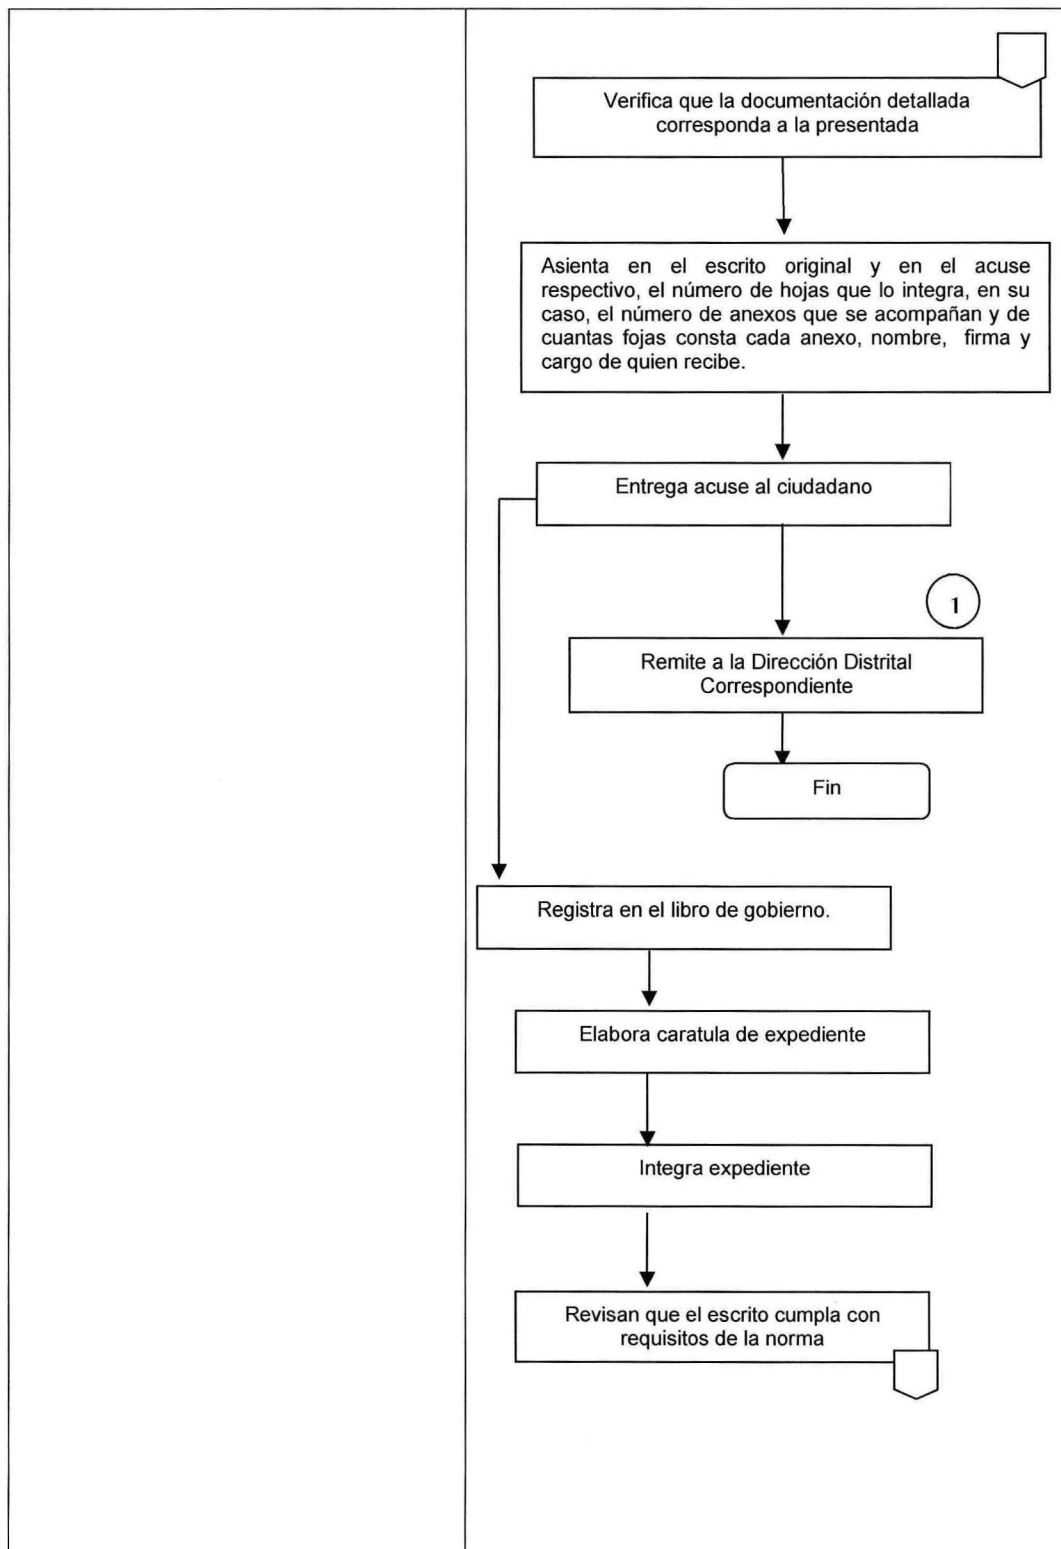 Verifica que la documentación detallada
corresponda a la presentada
Asienta en el escrito original y en el acuse
respectivo, el número de hojas que lo integra, en su
caso, el número de anexos que se acompañan y de
cuantas fojas consta cada anexo, nombre, firma y
cargo de quien recibe.
Entrega acuse al ciudadano
1
Remite a la Dirección Distrital
Correspondiente
Fin
Registra en el libro de gobierno.
Elabora caratula de expediente
Integra expediente
Revisan que el escrito cumpla con
requisitos de la norma